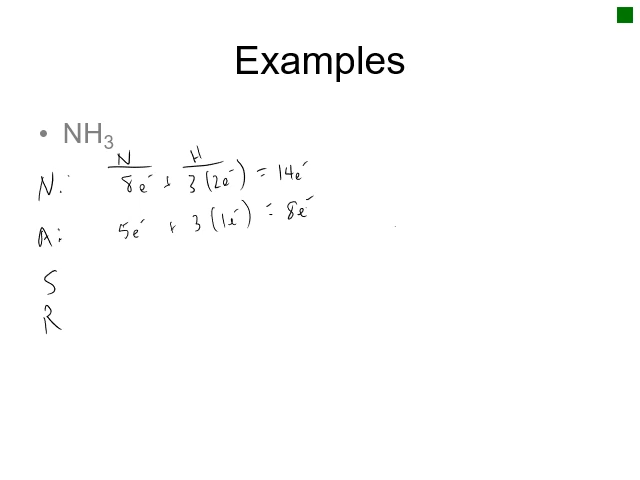 Examples
• NH₃
N H
N: 8e⁻ + 3(2e⁻) = 14e⁻
A: 5e⁻ + 3(1e⁻) = 8e⁻
S
R